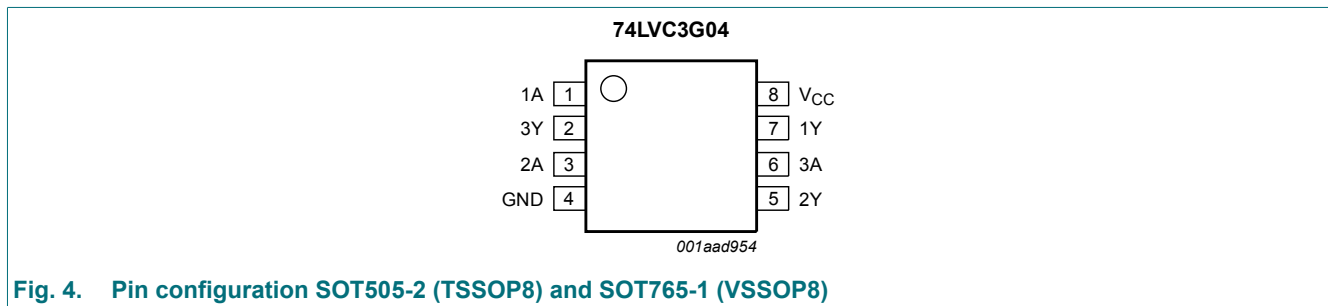 74LVC3G04
1A 1 8 VCC
3Y 2 7 1Y
2A 3 6 3A
GND 4 5 2Y
001aad954
Fig. 4. Pin configuration SOT505-2 (TSSOP8) and SOT765-1 (VSSOP8)